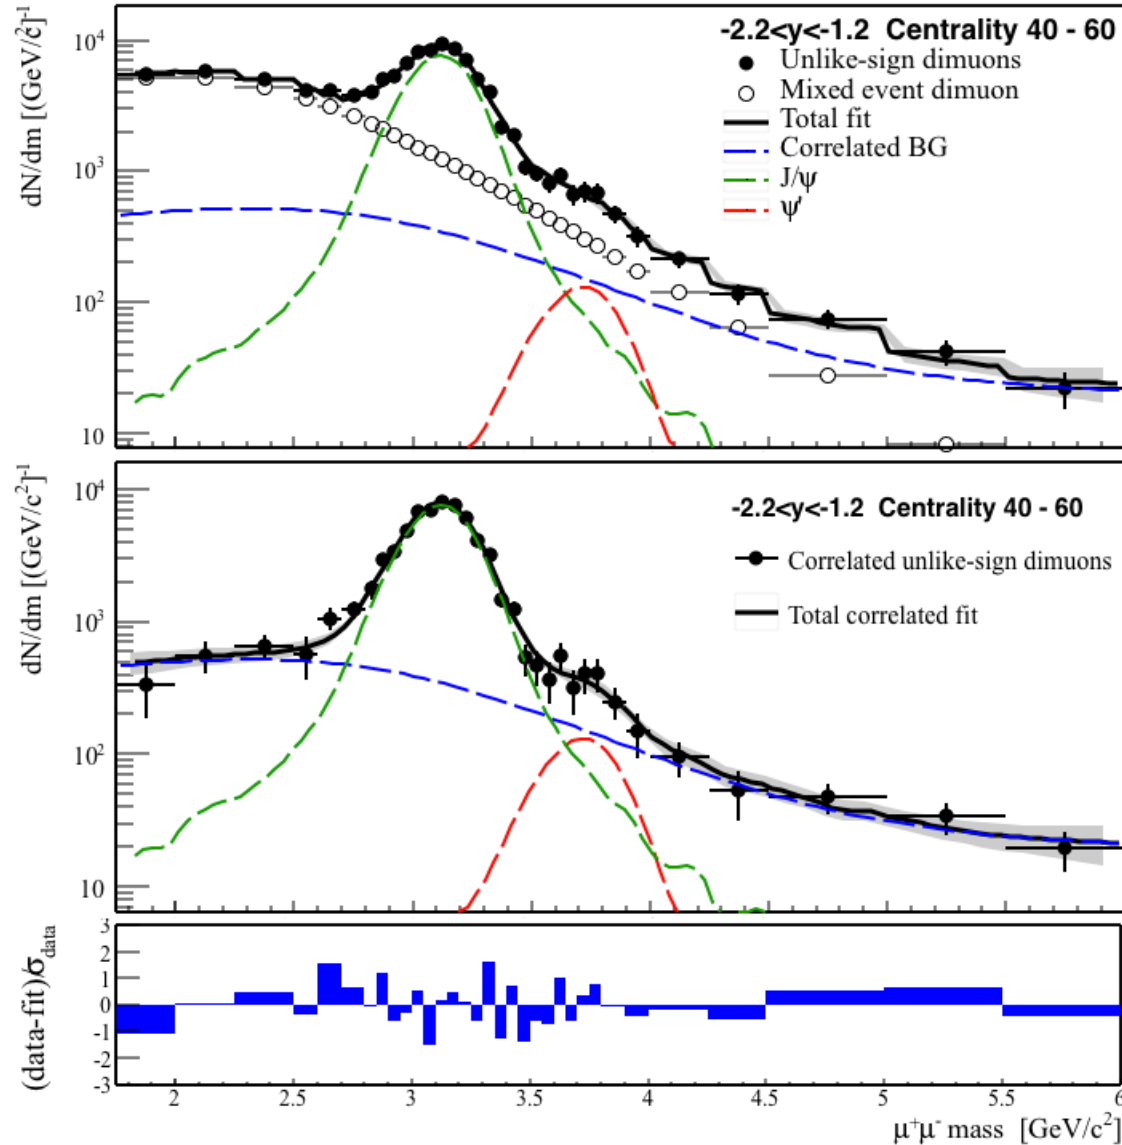 dN/dm [(GeV/c̀]⁻¹
-2.2<y<-1.2 Centrality 40 - 60
Unlike-sign dimuons
Mixed event dimuon
Total fit
Correlated BG
J/ψ
ψ'
10⁴
10³
10²
10
dN/dm [(GeV/c²]⁻¹
-2.2<y<-1.2 Centrality 40 - 60
Correlated unlike-sign dimuons
Total correlated fit
10⁴
10³
10²
10
(data-fit)/σdata
3
2
1
0
-1
-2
-3
2 2.5 3 3.5 4 4.5 5 5.5 6
μ⁺μ⁻ mass [GeV/c²]